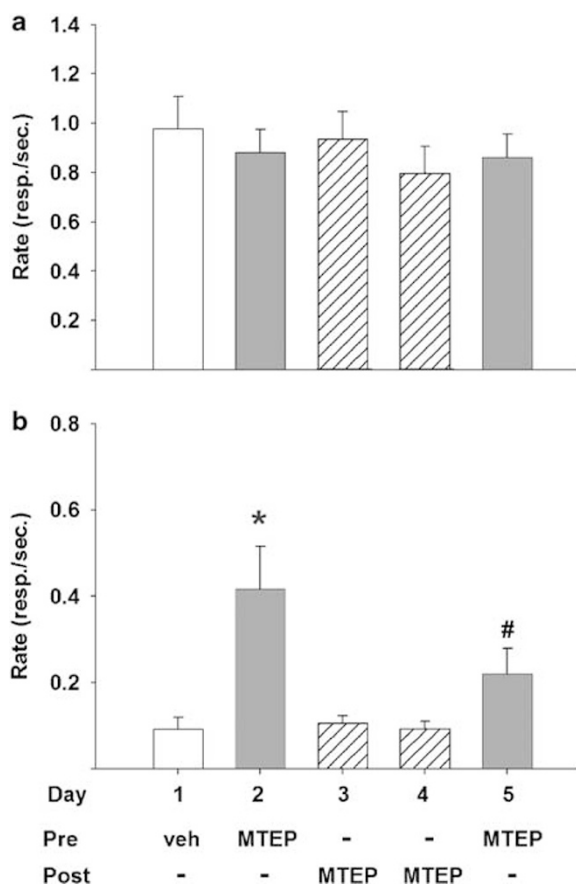 a
1.4
1.2
1.0
0.8
0.6
0.4
0.2
Rate (resp./sec.)
b
0.8
0.6
0.4
0.2
Rate (resp./sec.)
*
#
Day 1 2 3 4 5
Pre veh MTEP - - MTEP
Post - - MTEP MTEP -